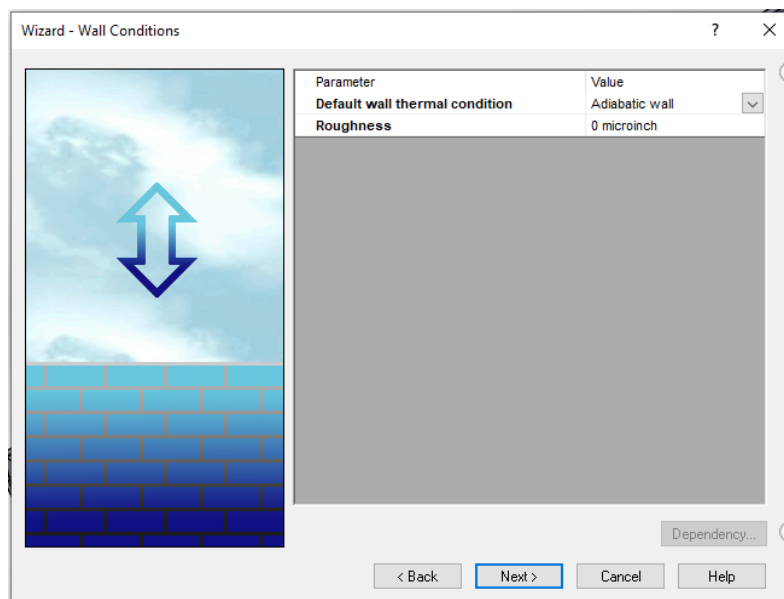 Wizard - Wall Conditions ?
Parameter Value
Default wall thermal condition Adiabatic wall
Roughness 0 microinch
Dependency...
< Back Next > Cancel Help